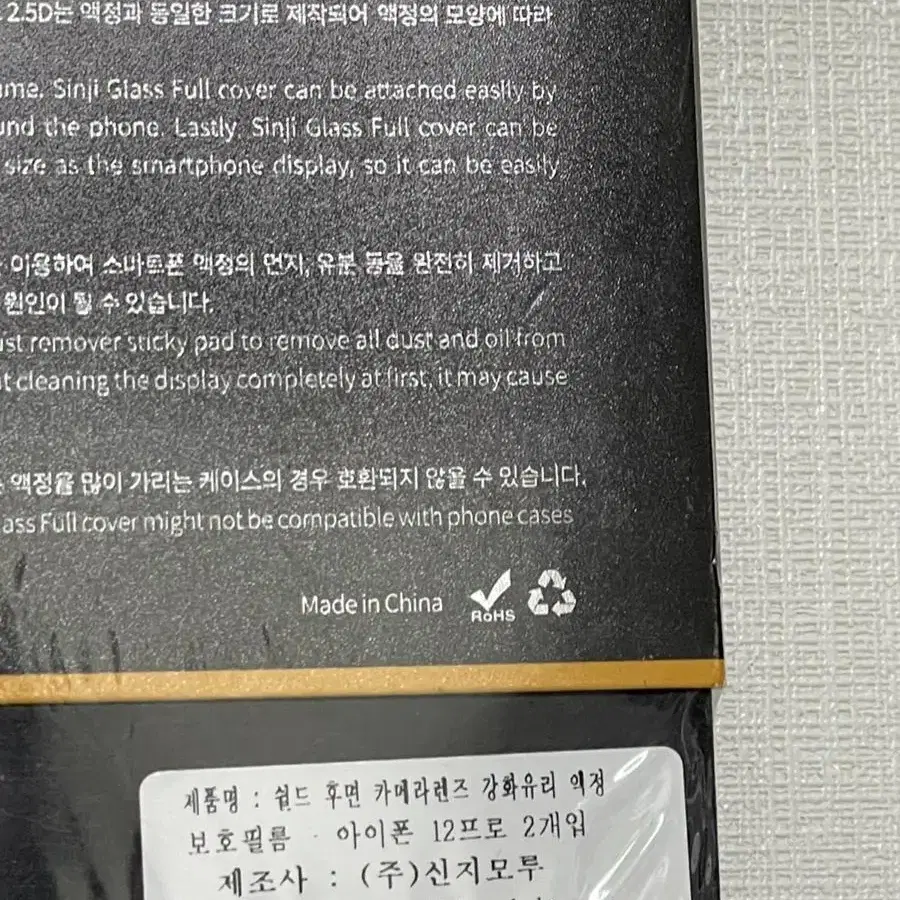 2.5D는 액정과 동일한 크기로 제작되어 액정의 모양에 따라
ame. Sinji Glass Full cover can be attached easily by
und the phone. Lastly, Sinji Glass Full cover can be
size as the smartphone display, so it can be easily
이용하여 스마트폰 액정의 먼지, 유분 등을 완전히 제거하고
원인이 될 수 있습니다.
ust remover sticky pad to remove all dust and oil from
t cleaning the display completely at first, it may cause
액정을 많이 가리는 케이스의 경우 호환되지 않을 수 있습니다.
lass Full cover might not be compatible with phone cases
Made in China
RoHS
제품명 : 쉴드 후면 카메라렌즈 강화유리 액정
보호필름 - 아이폰 12프로 2개입
제조사 : (주)신지모루